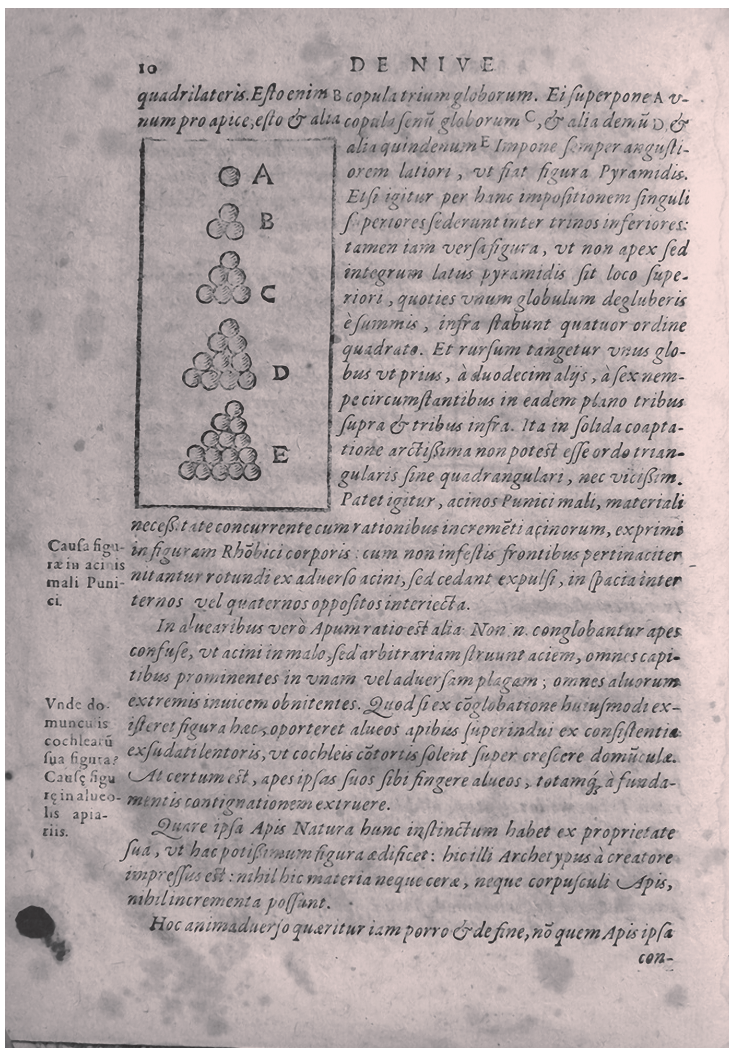 10
DE NIVE
quadrilateris. Esto enim B copula trium globorum. Ei superpone A v-
num pro apice, esto & alia copula senū globorum C, & alia denū D, &
alia quindenum E Impone semper angusti-
orem latiori, vt fiat figura Pyramidis.
Etsi igitur per hanc impositionem singuli
superiores sederunt inter trinos inferiores:
tamen iam versa figura, vt non apex sed
integrum latus pyramidis sit loco supe-
riori, quoties vnum globulum degluberis
è summis, infra stabunt quatuor ordine
quadrato. Et rursum tangetur vnus glo-
bus vt prius, à duodecim alijs, à sex nem-
pe circumstantibus in eadem plano tribus
supra & tribus infra. Ita in solida coapta-
tione arctißima non potest esse ordo trian-
gularis sine quadrangulari, nec vicißim.
Patet igitur, acinos Punici mali, materiali
A
B
C
D
E
neceßitate concurrente cum rationibus incremēti acinorum, exprimi
in figuram Rhōbici corporis: cum non infestis frontibus pertinaciter
nitantur rotundi ex aduerso acini, sed cedant expulsi, in spacia inter
ternos vel quaternos oppositos interiecta.
Causa figu-
ræ in acinis
mali Puni-
ci.
In aluearibus verò Apum ratio est alia. Non n. conglobantur apes
confuse, vt acini in malo, sed arbitrariam struunt aciem, omnes capi-
tibus prominentes in vnam vel aduersam plagam; omnes aluorum
extremis inuicem obnitentes. Quod si ex cōglobatione huiusmodi ex-
isteret figura hæc, oporteret alueos apibus superindui ex consistentia
exsudati lentoris, vt cochleis cōtortis solent super crescere domūculæ.
At certum est, apes ipsas suos sibi fingere alueos, totamq́; à funda-
mentis contignationem extruere.
Vnde do-
munculis
cochlearū
sua figura?
Causę figu
rę in alueo-
lis apia-
riis.
Quare ipsa Apis Natura hunc instinctum habet ex proprietate
sua, vt hac potißimum figura ædificet: hic illi Archetypus à creatore
impressus est: nihil hic materia neque ceræ, neque corpusculi Apis,
nihil incrementa possunt.
Hoc animaduerso quæritur iam porro & de fine, nō quem Apis ipsa
con-